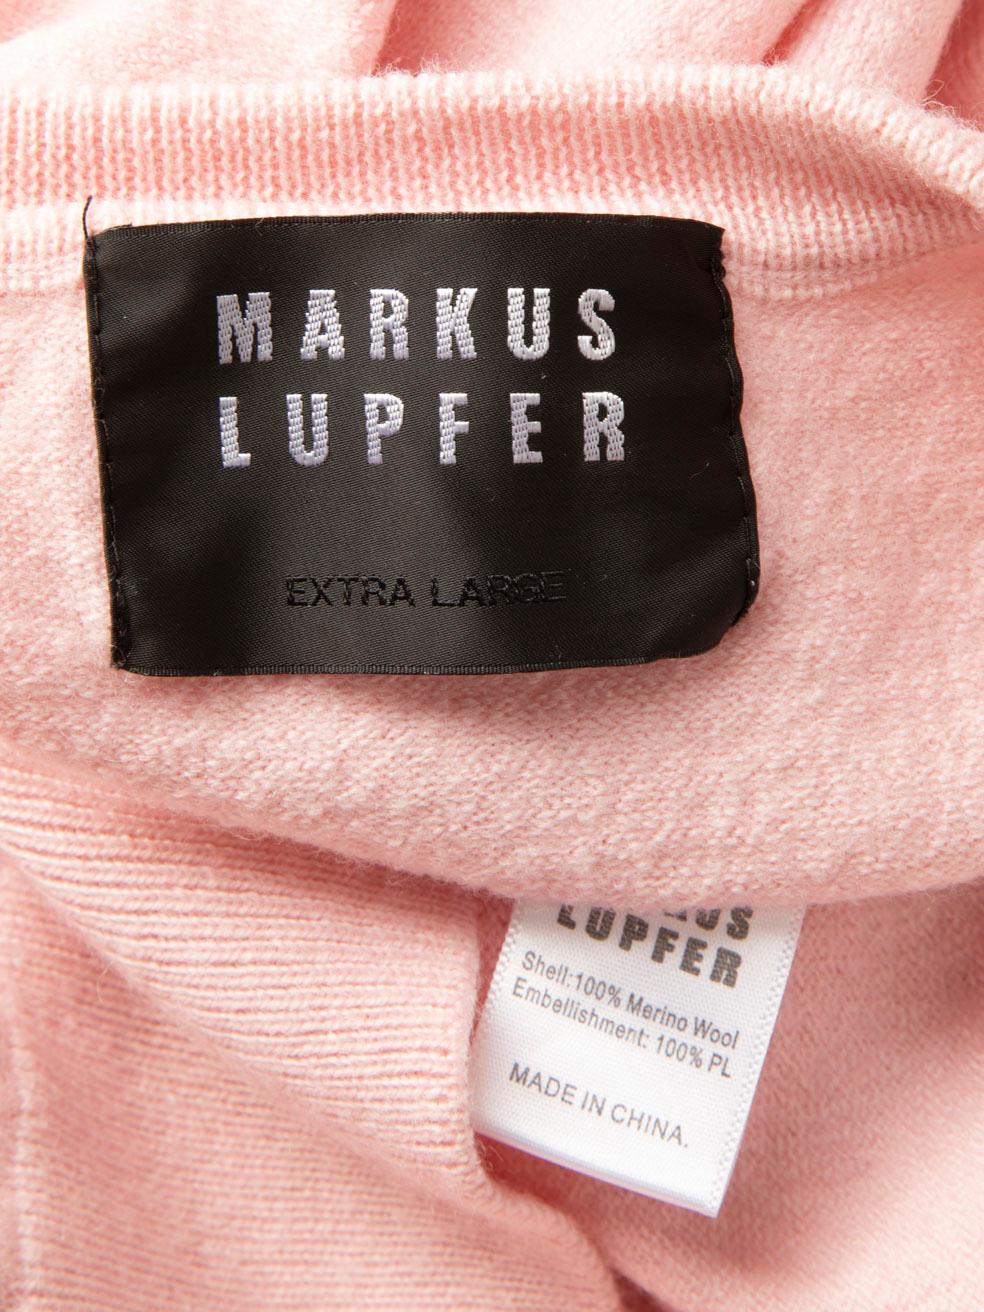 MARKUS
LUPFER
EXTRA LARGE
LUPFER
Shell:100% Merino Wool
Embellishment: 100% PL
MADE IN CHINA.